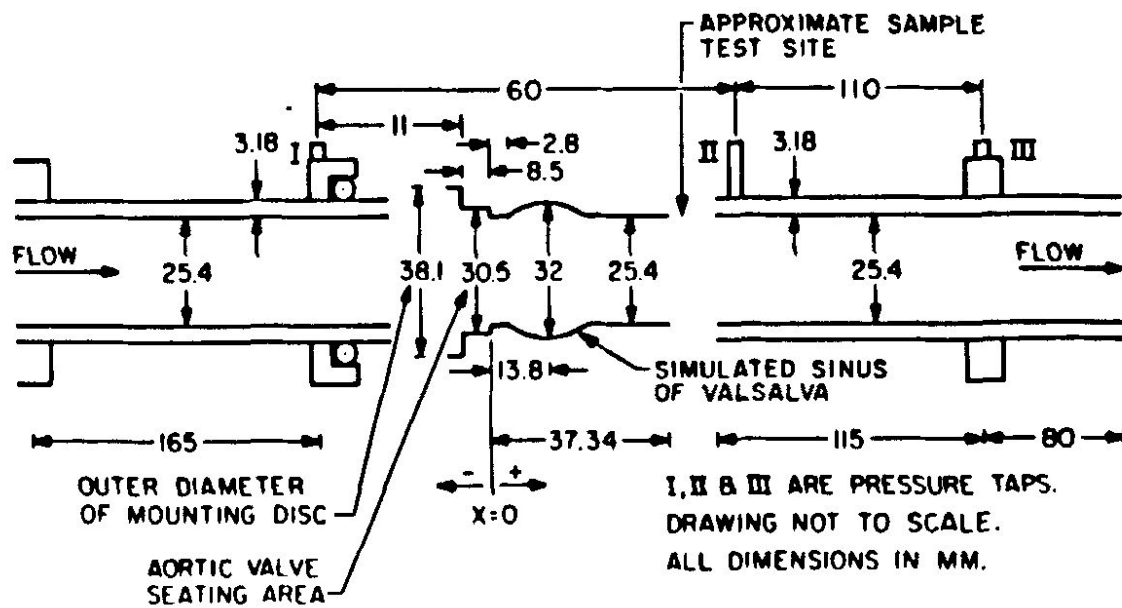 APPROXIMATE SAMPLE
TEST SITE
60
110
11
3.18
I
2.8
8.5
II
3.18
III
FLOW
25.4
38.1
30.5
32
25.4
25.4
FLOW
13.8
SIMULATED SINUS
OF VALSALVA
165
37.34
115
80
OUTER DIAMETER
OF MOUNTING DISC
- +
X=0
I, II & III ARE PRESSURE TAPS.
DRAWING NOT TO SCALE.
ALL DIMENSIONS IN MM.
AORTIC VALVE
SEATING AREA